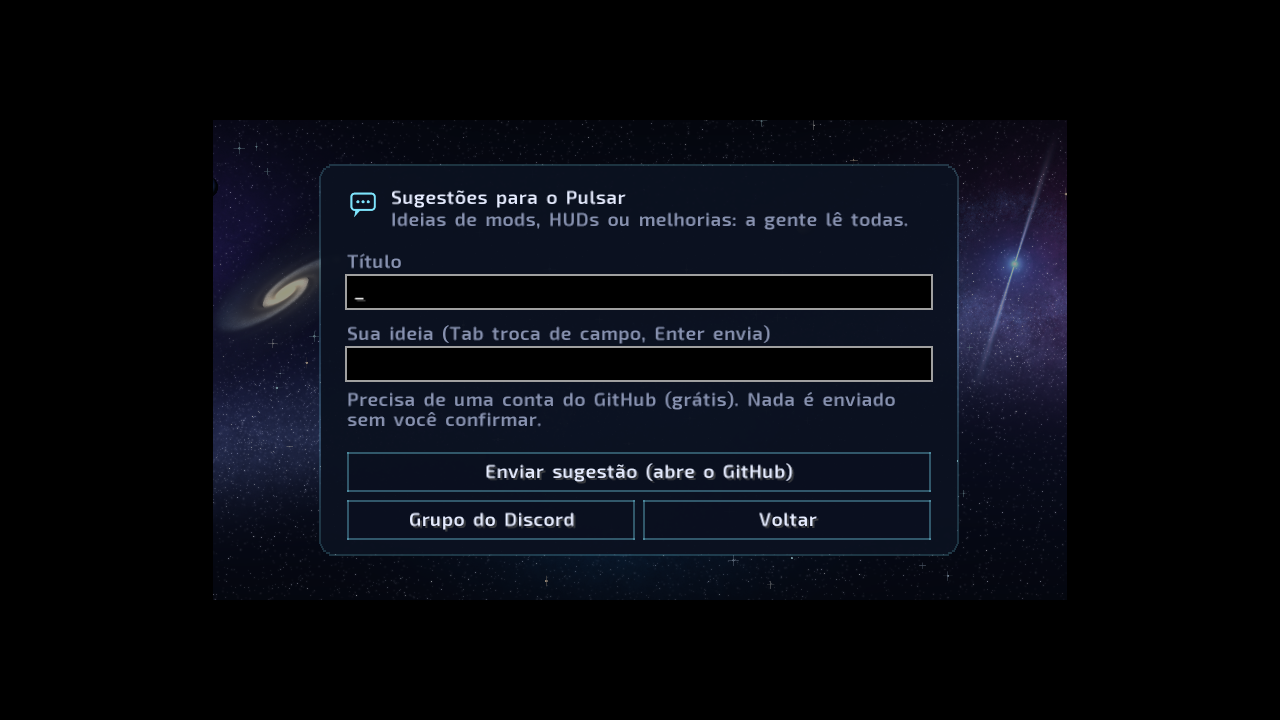 Sugestões para o Pulsar
Ideias de mods, HUDs ou melhorias: a gente lê todas.
Título
_
Sua ideia (Tab troca de campo, Enter envia)
Precisa de uma conta do GitHub (grátis). Nada é enviado
sem você confirmar.
Enviar sugestão (abre o GitHub)
Grupo do Discord
Voltar